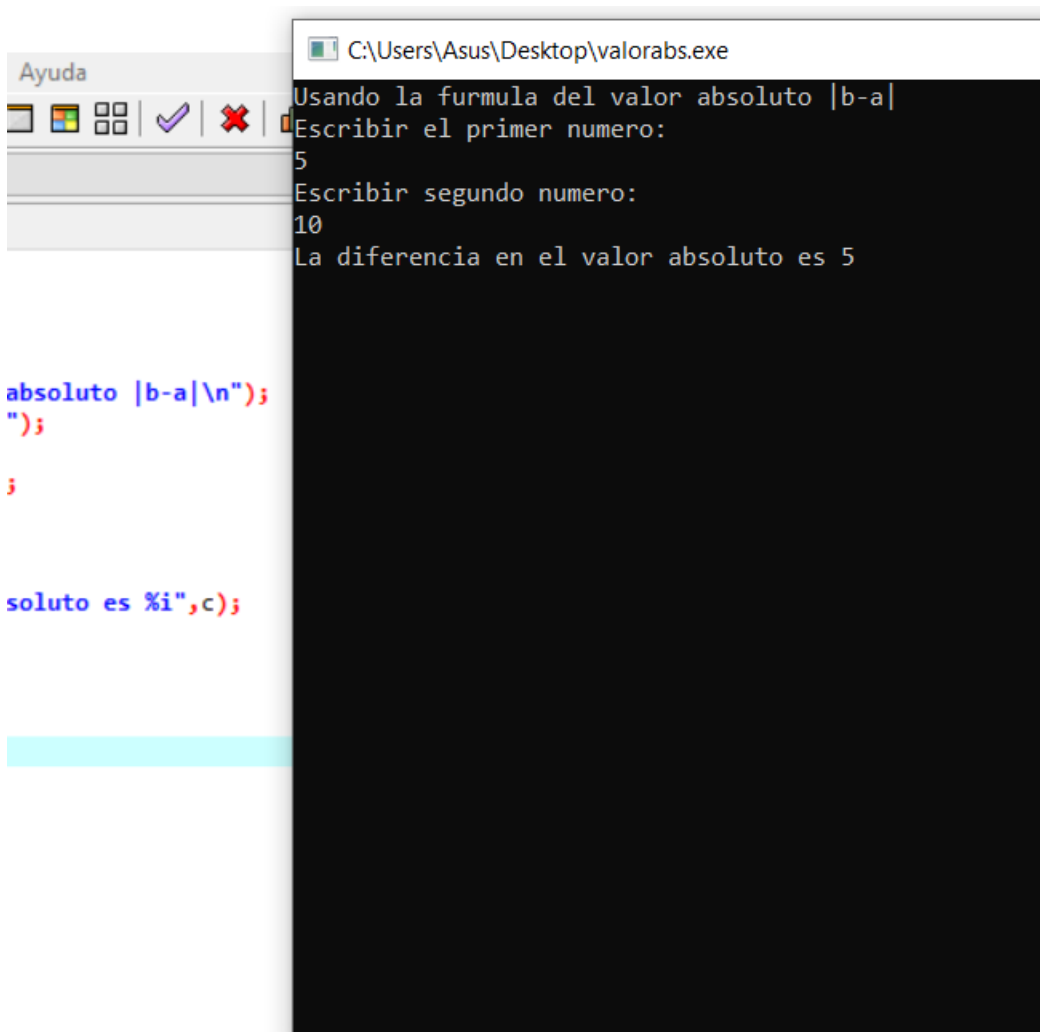 C:\Users\Asus\Desktop\valorabs.exe
Ayuda
Usando la furmula del valor absoluto |b-a|
Escribir el primer numero:
5
Escribir segundo numero:
10
La diferencia en el valor absoluto es 5
absoluto |b-a|\n");
");
;
soluto es %i",c);